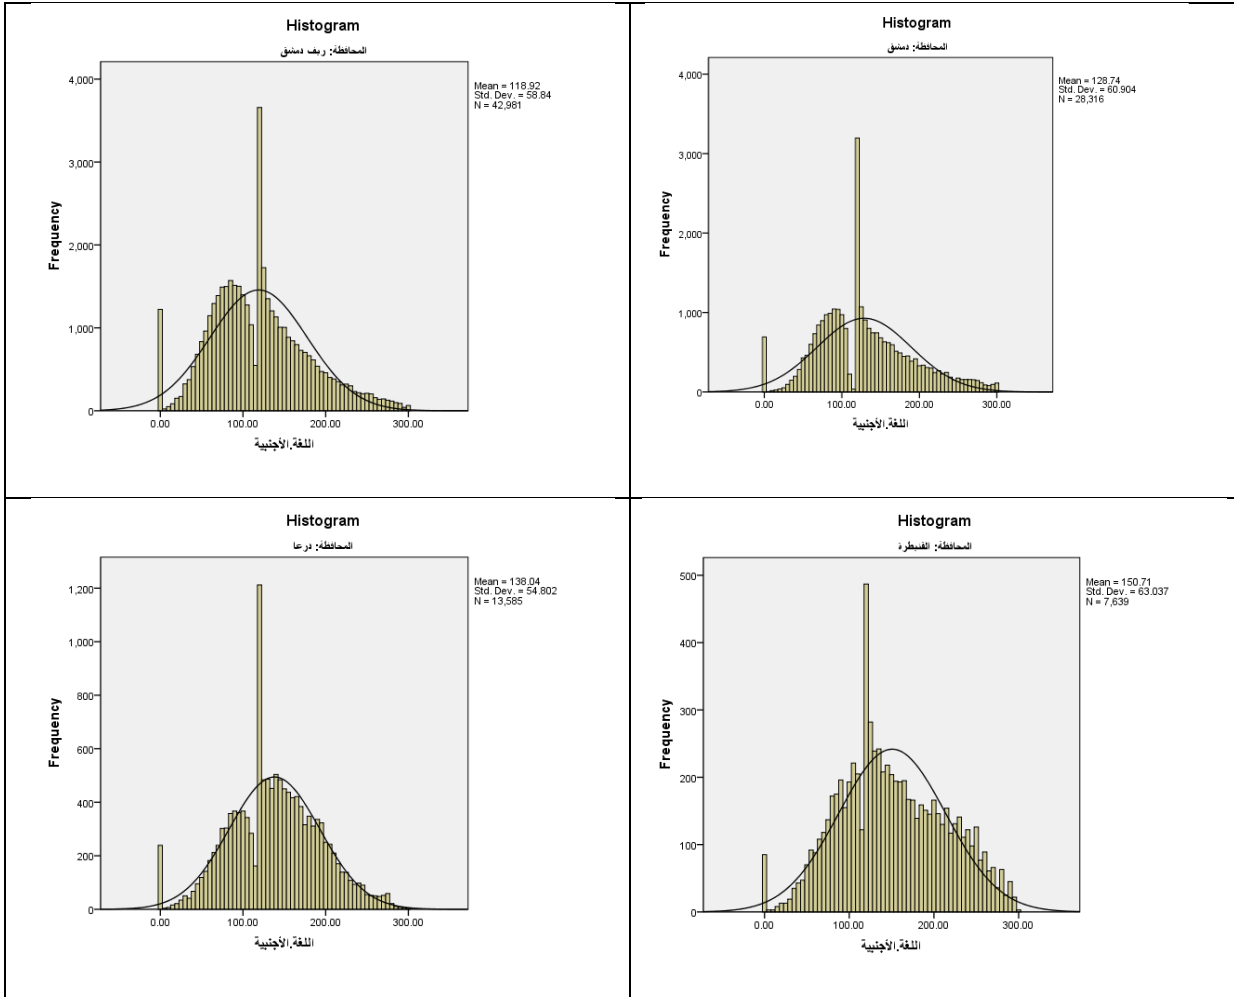 Histogram
المحافظة: ريف دمشق
Mean = 118.92
Std. Dev. = 58.84
N = 42,981
4,000
3,000
2,000
1,000
0
Frequency
0.00 100.00 200.00 300.00
اللغة.الأجنبية
Histogram
المحافظة: دمشق
Mean = 128.74
Std. Dev. = 60.904
N = 28,316
4,000
3,000
2,000
1,000
0
Frequency
0.00 100.00 200.00 300.00
اللغة.الأجنبية
Histogram
المحافظة: درعا
Mean = 138.04
Std. Dev. = 54.802
N = 13,585
1,200
1,000
800
600
400
200
0
Frequency
0.00 100.00 200.00 300.00
اللغة.الأجنبية
Histogram
المحافظة: القنيطرة
Mean = 150.71
Std. Dev. = 63.037
N = 7,639
500
400
300
200
100
0
Frequency
0.00 100.00 200.00 300.00
اللغة.الأجنبية